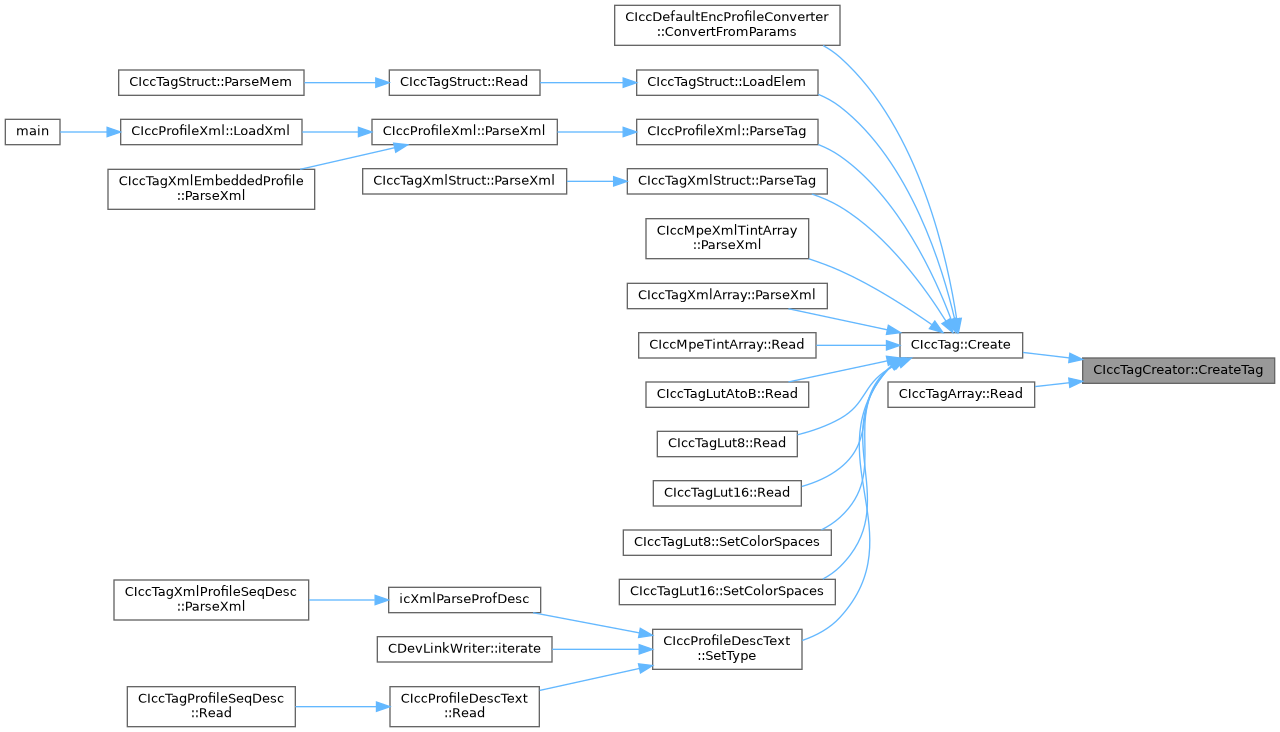 CIccDefaultEncProfileConverter
::ConvertFromParams
CIccTagStruct::ParseMem
CIccTagStruct::Read
CIccTagStruct::LoadElem
main
CIccProfileXml::LoadXml
CIccProfileXml::ParseXml
CIccProfileXml::ParseTag
CIccTagXmlEmbeddedProfile
::ParseXml
CIccTagXmlStruct::ParseXml
CIccTagXmlStruct::ParseTag
CIccMpeXmlTintArray
::ParseXml
CIccTagXmlArray::ParseXml
CIccMpeTintArray::Read
CIccTag::Create
CIccTagCreator::CreateTag
CIccTagLutAtoB::Read
CIccTagArray::Read
CIccTagLut8::Read
CIccTagLut16::Read
CIccTagLut8::SetColorSpaces
CIccTagLut16::SetColorSpaces
CIccTagXmlProfileSeqDesc
::ParseXml
icXmlParseProfDesc
CDevLinkWriter::iterate
CIccProfileDescText
::SetType
CIccTagProfileSeqDesc
::Read
CIccProfileDescText
::Read